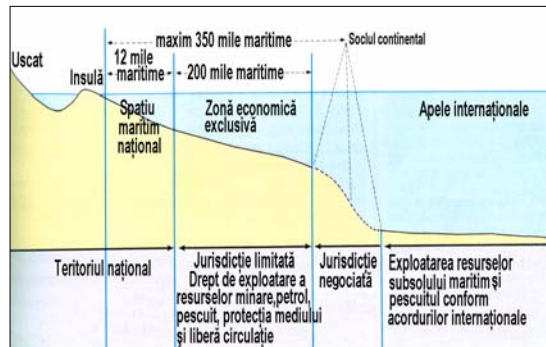 maxim 350 mile maritime
Soclul continental
Uscat
12 mile
maritime
200 mile maritime
Insulă
Spațiu
maritim
național
Zonă economică
exclusivă
Apele internaționale
Teritoriul național
Jurisdicție limitată
Drept de exploatare a
resurselor minare,petrol,
pescuit, protecția mediului
și liberă circulație
Jurisdicție
negociată
Exploatarea resurselor
subsolului maritim și
pescuitul conform
acordurilor internaționale